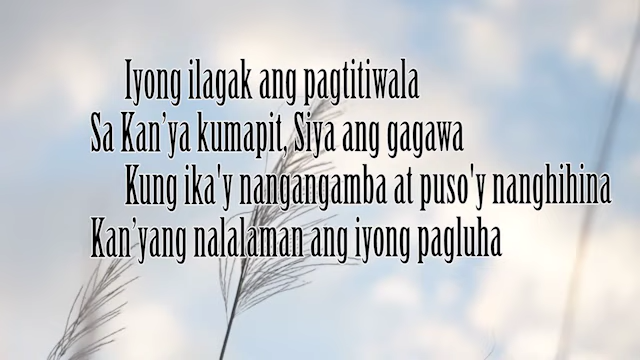 Iyong ilagak ang pagtitiwala
Sa Kan’ya kumapit, Siya ang gagawa
Kung ika'y nangangamba at puso'y nanghihina
Kan’yang nalalaman ang iyong pagluha